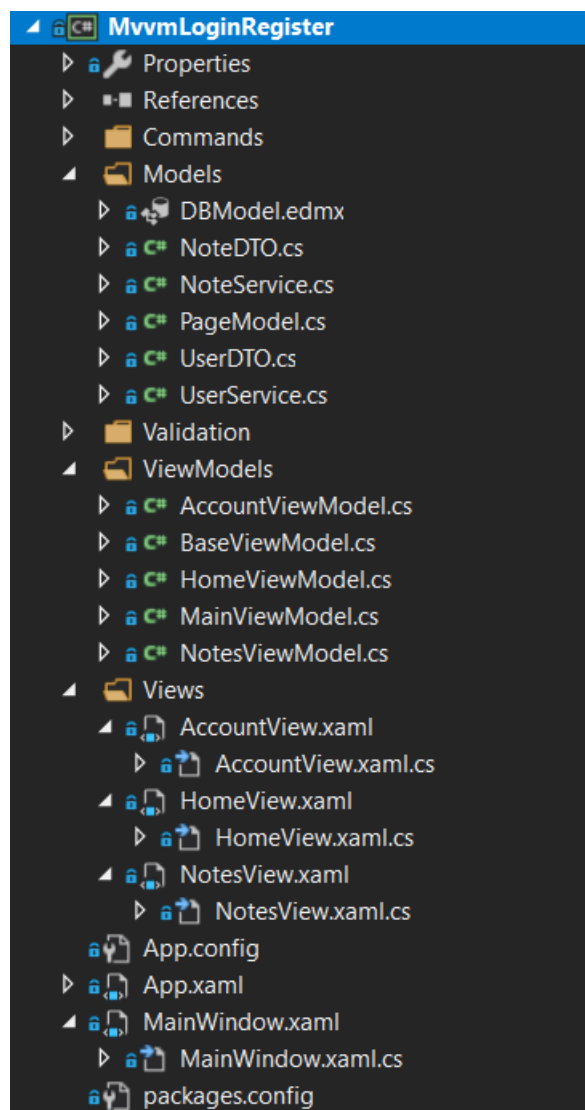 C# MvvmLoginRegister
Properties
References
Commands
Models
DBModel.edmx
C# NoteDTO.cs
C# NoteService.cs
C# PageModel.cs
C# UserDTO.cs
C# UserService.cs
Validation
ViewModels
C# AccountViewModel.cs
C# BaseViewModel.cs
C# HomeViewModel.cs
C# MainViewModel.cs
C# NotesViewModel.cs
Views
AccountView.xaml
AccountView.xaml.cs
HomeView.xaml
HomeView.xaml.cs
NotesView.xaml
NotesView.xaml.cs
App.config
App.xaml
MainWindow.xaml
MainWindow.xaml.cs
packages.config